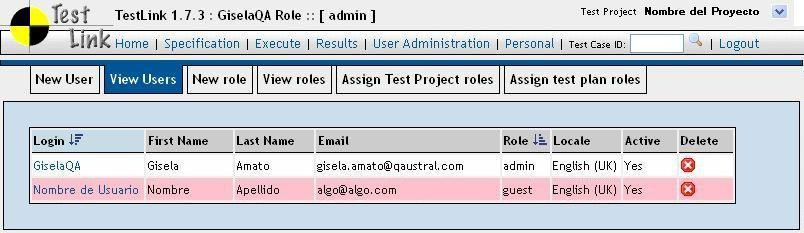 Test Link
TestLink 1.7.3 : GiselaQA Role :: [ admin ]
Test Project Nombre del Proyecto
Home | Specification | Execute | Results | User Administration | Personal | Test Case ID: | Logout
New User View Users New role View roles Assign Test Project roles Assign test plan roles
Login First Name Last Name Email Role Locale Active Delete
GiselaQA Gisela Amato gisela.amato@qaustral.com admin English (UK) Yes
Nombre de Usuario Nombre Apellido algo@algo.com guest English (UK) Yes